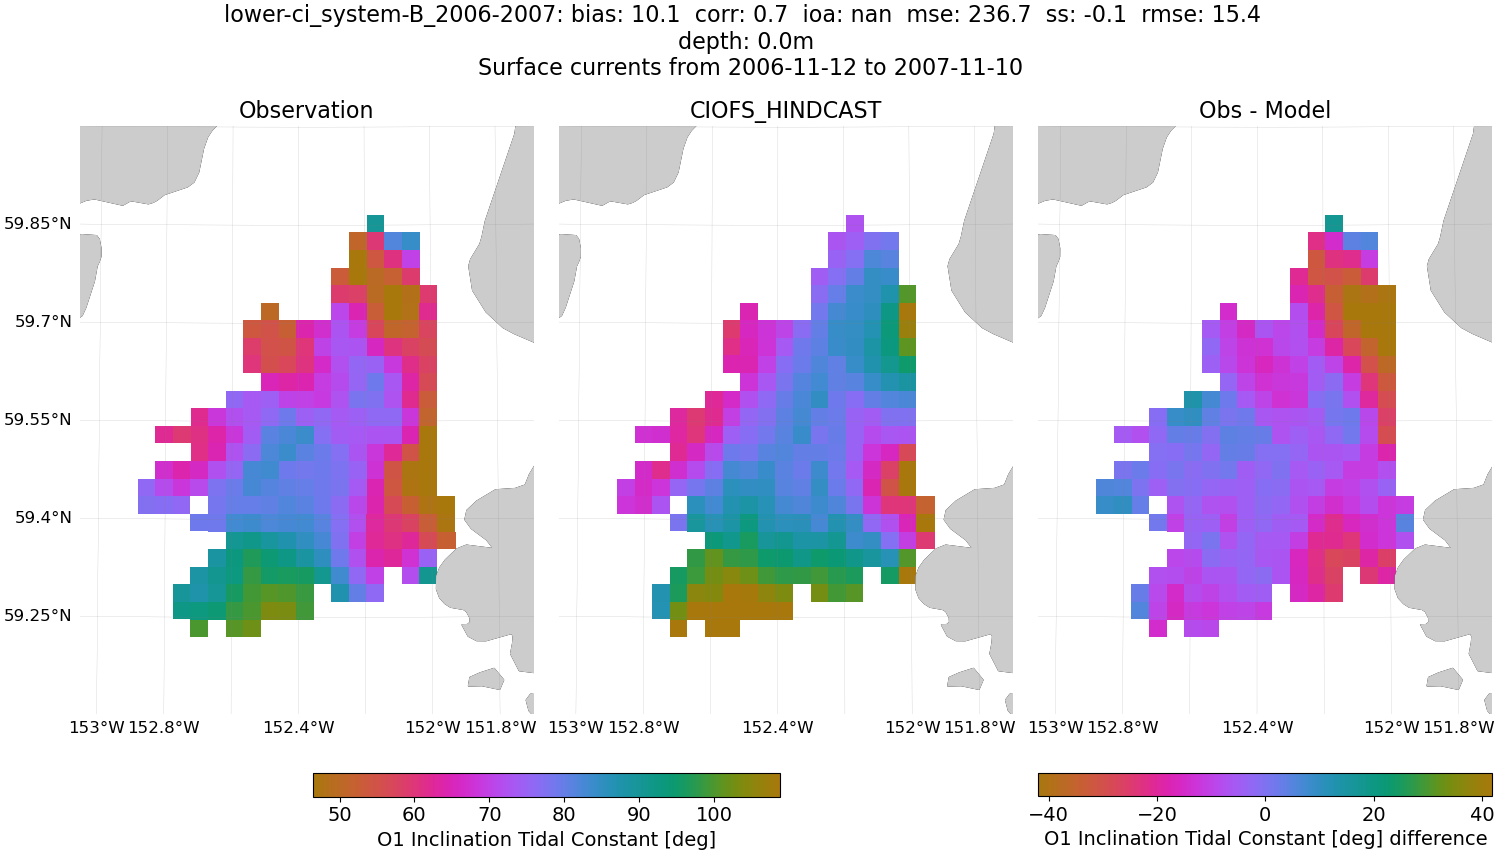 lower-ci_system-B_2006-2007: bias: 10.1  corr: 0.7  ioa: nan  mse: 236.7  ss: -0.1  rmse: 15.4
depth: 0.0m
Surface currents from 2006-11-12 to 2007-11-10
Observation
CIOFS_HINDCAST
Obs - Model
59.85°N
59.7°N
59.55°N
59.4°N
59.25°N
153°W 152.8°W 152.4°W 152°W 151.8°W
153°W 152.8°W 152.4°W 152°W 151.8°W
153°W 152.8°W 152.4°W 152°W 151.8°W
50 60 70 80 90 100
O1 Inclination Tidal Constant [deg]
−40 −20 0 20 40
O1 Inclination Tidal Constant [deg] difference